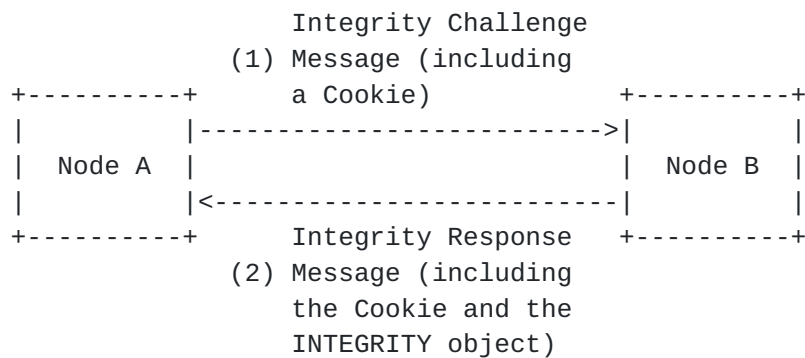 Integrity Challenge
(1) Message (including
a Cookie)
Node A
Node B
Integrity Response
(2) Message (including
the Cookie and the
INTEGRITY object)